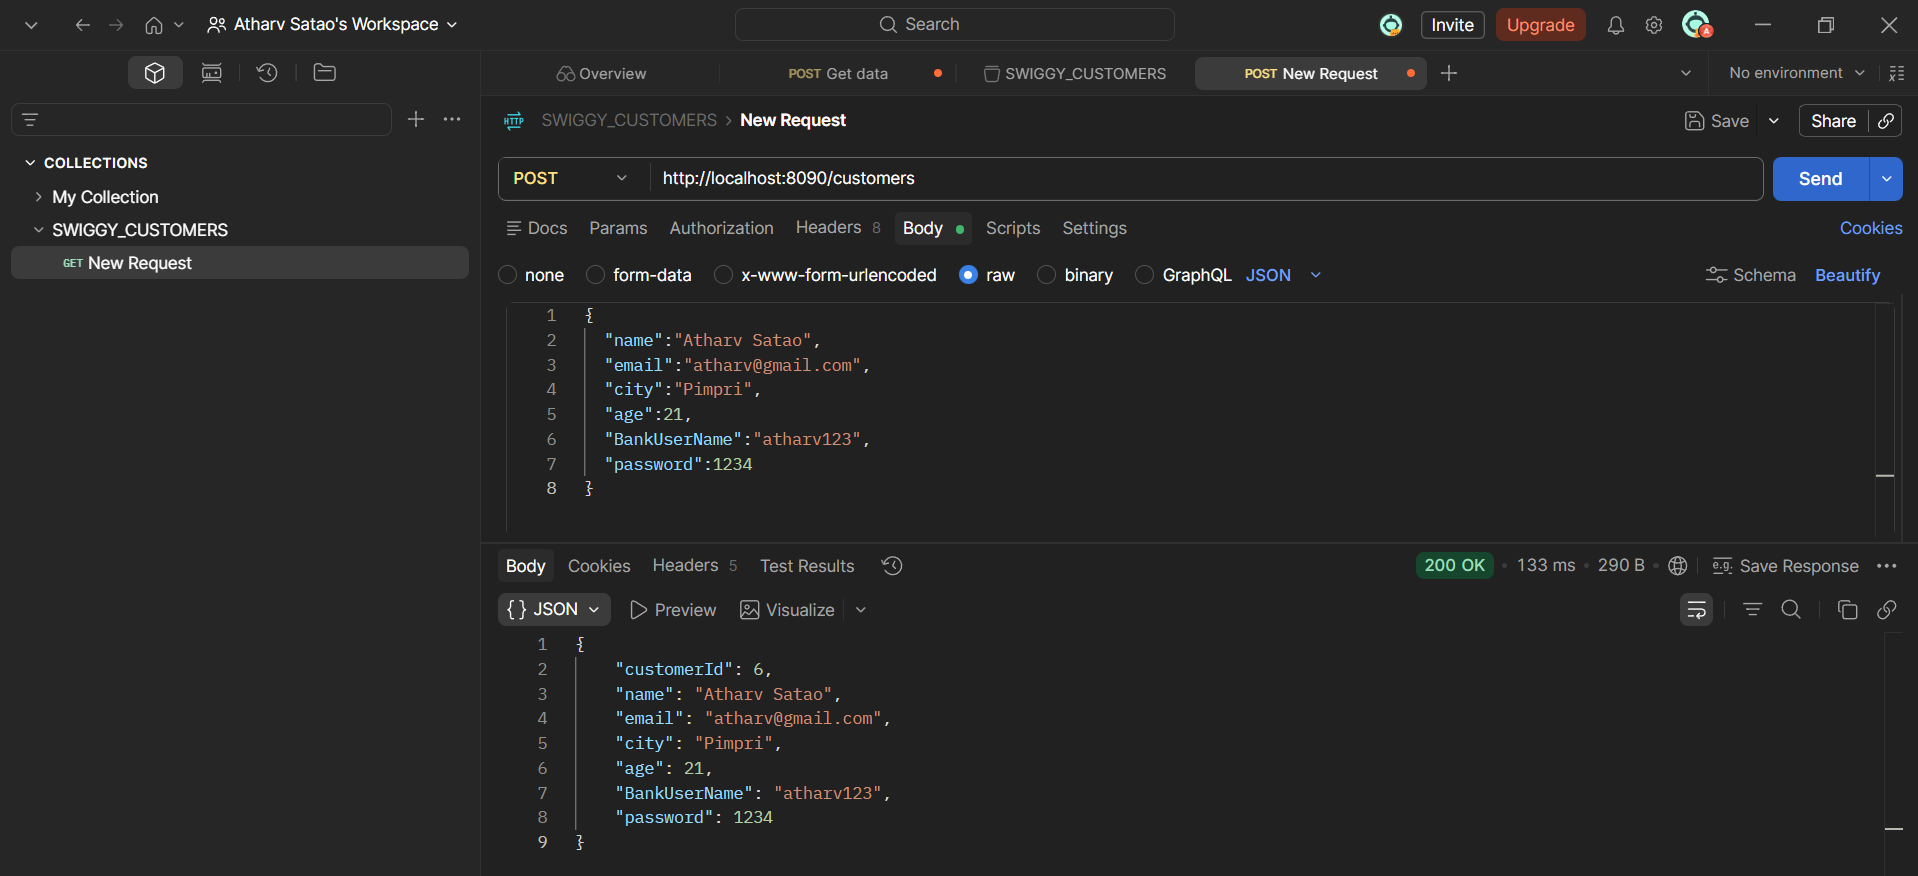 Atharv Satao's Workspace
Search
Invite
Upgrade
Overview
POST Get data
SWIGGY_CUSTOMERS
POST New Request
No environment
COLLECTIONS
My Collection
SWIGGY_CUSTOMERS
GET New Request
HTTP SWIGGY_CUSTOMERS > New Request
Save
Share
POST http://localhost:8090/customers
Send
Docs Params Authorization Headers 8 Body Scripts Settings
Cookies
none form-data x-www-form-urlencoded raw binary GraphQL JSON
Schema Beautify
1 {
2 "name":"Atharv Satao",
3 "email":"atharv@gmail.com",
4 "city":"Pimpri",
5 "age":21,
6 "BankUserName":"atharv123",
7 "password":1234
8 }
Body Cookies Headers 5 Test Results
200 OK • 133 ms • 290 B •
e.g. Save Response
{} JSON Preview Visualize
1 {
2 "customerId": 6,
3 "name": "Atharv Satao",
4 "email": "atharv@gmail.com",
5 "city": "Pimpri",
6 "age": 21,
7 "BankUserName": "atharv123",
8 "password": 1234
9 }